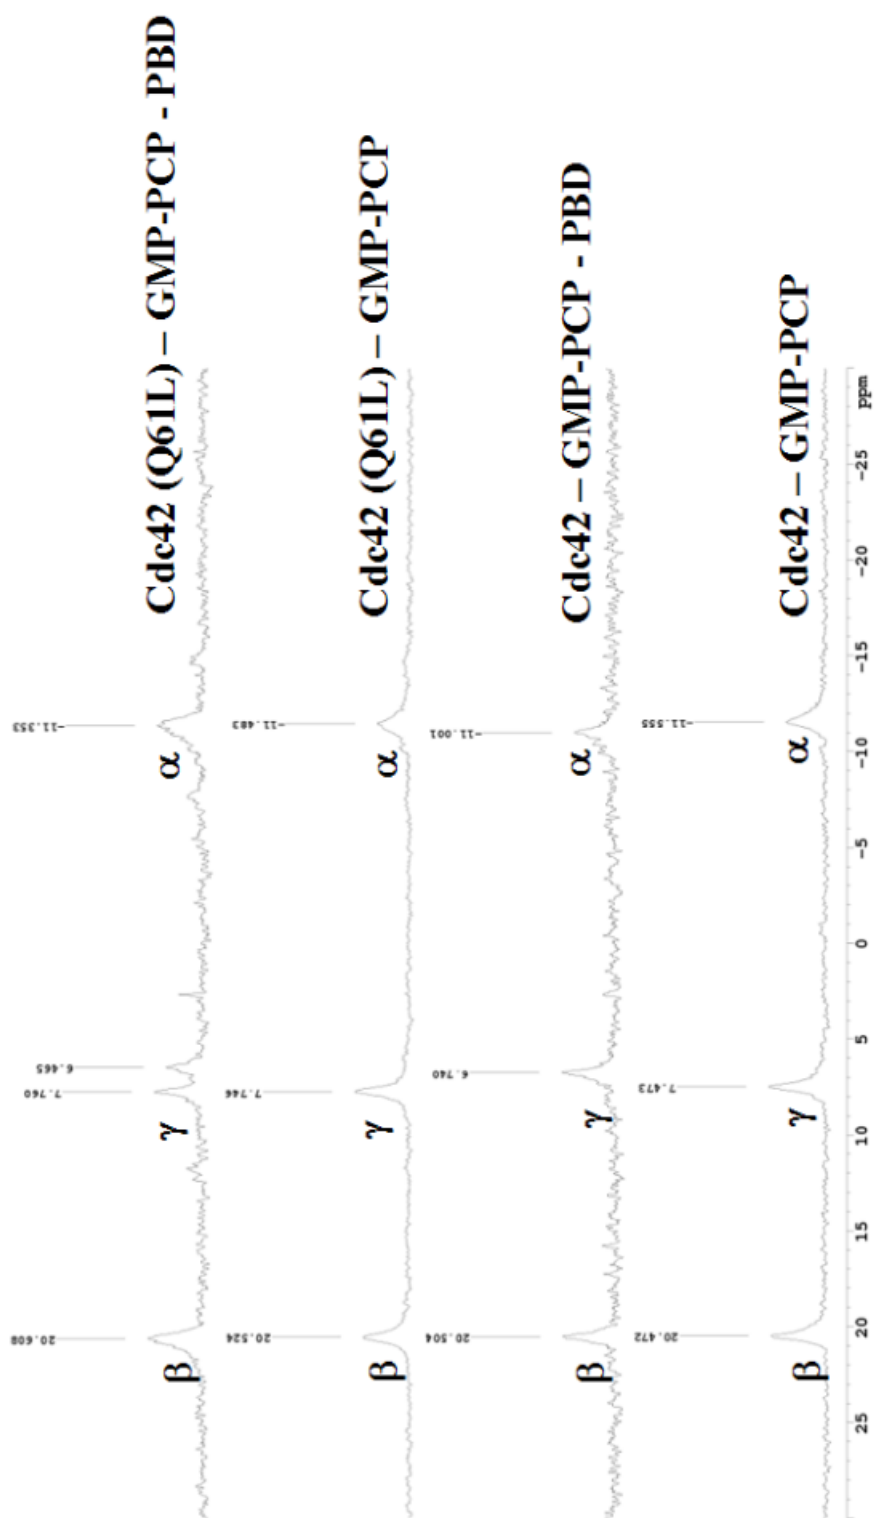 Cdc42 (Q61L) – GMP-PCP - PBD
20.608
7.760
6.465
-11.353
β
γ
α
Cdc42 (Q61L) – GMP-PCP
20.524
7.746
-11.483
β
γ
α
Cdc42 – GMP-PCP - PBD
20.504
6.740
-11.001
β
γ
α
Cdc42 – GMP-PCP
20.472
7.473
-11.555
β
γ
α
25 20 15 10 5 0 -5 -10 -15 -20 -25 ppm